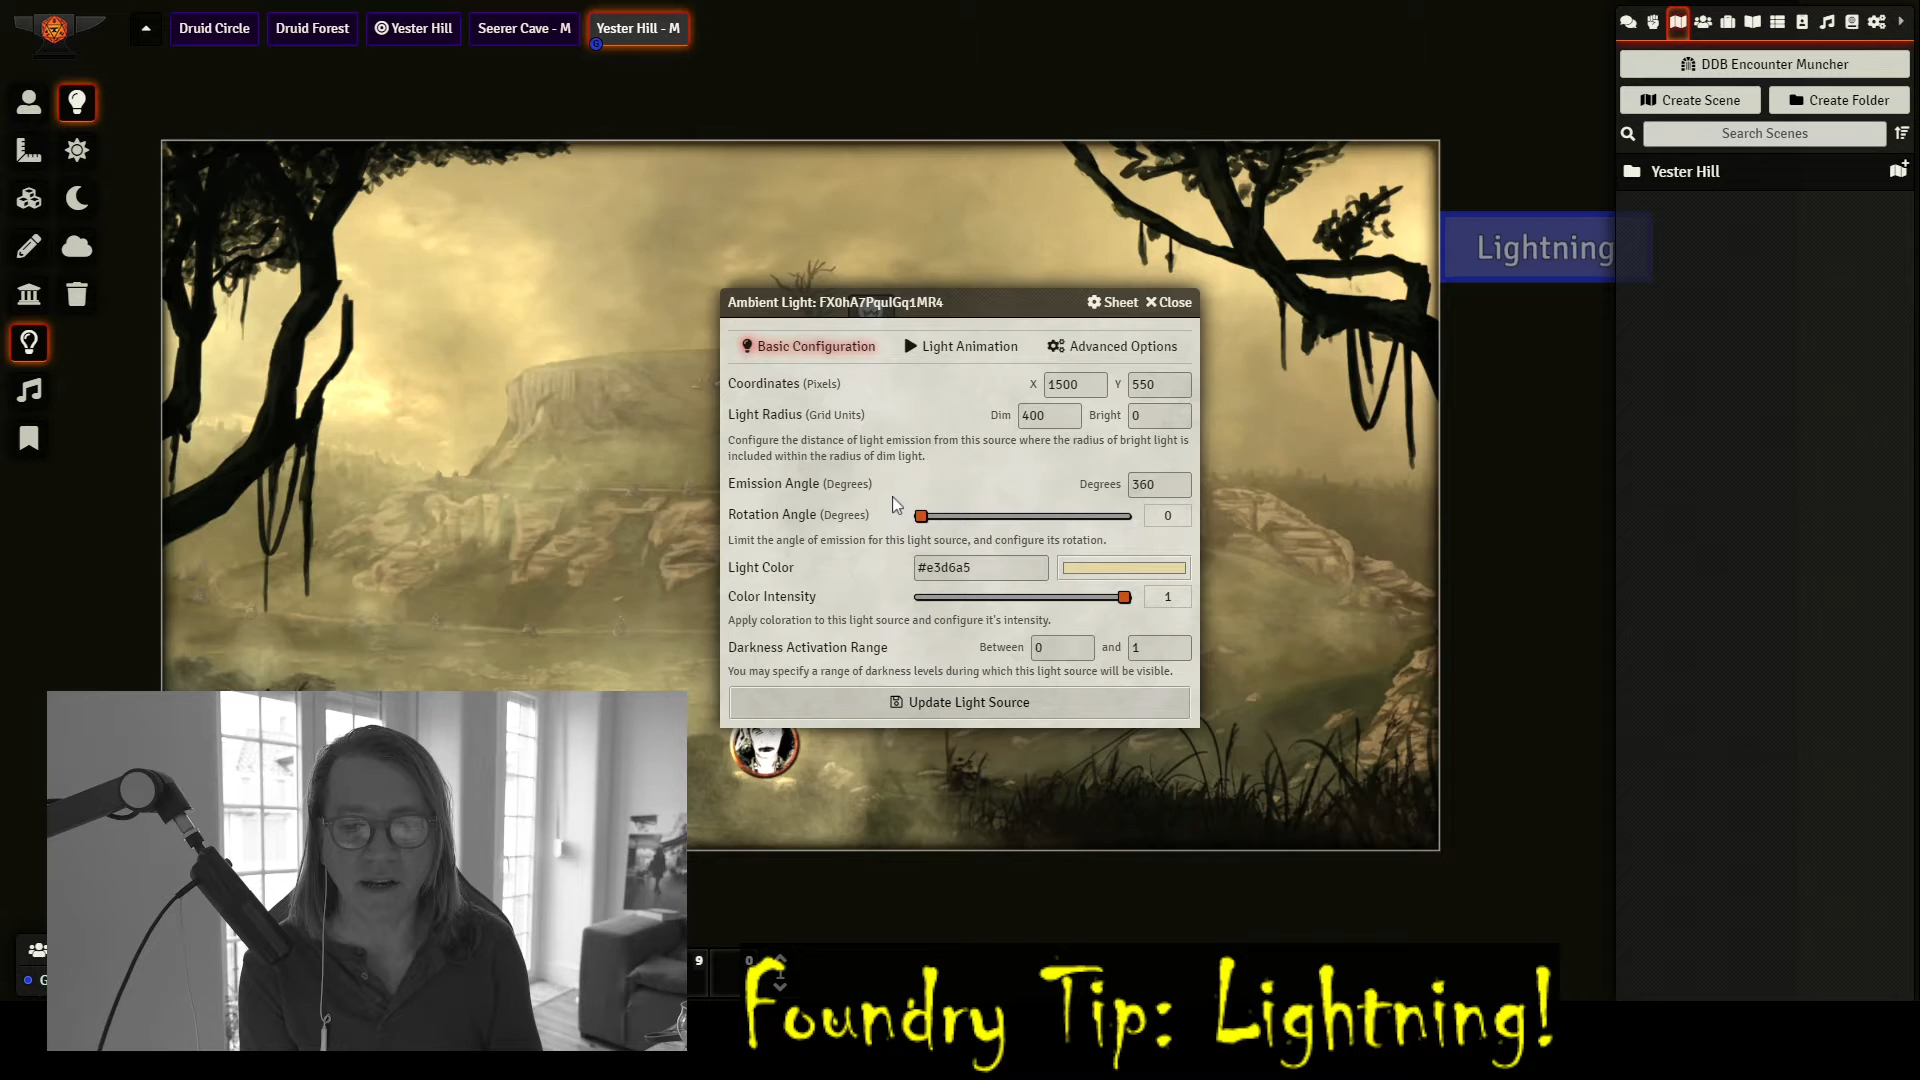 Druid Circle
Druid Forest
Yester Hill
Seerer Cave - M
Yester Hill - M
G
DDB Encounter Muncher
Create Scene
Create Folder
Search Scenes
Yester Hill
Lightning
Ambient Light: FX0hA7PquIGq1MR4
Sheet
Close
Basic Configuration
Light Animation
Advanced Options
Coordinates (Pixels)
X 1500 Y 550
Light Radius (Grid Units)
Dim 400 Bright 0
Configure the distance of light emission from this source where the radius of bright light is
included within the radius of dim light.
Emission Angle (Degrees)
Degrees 360
Rotation Angle (Degrees)
0
Limit the angle of emission for this light source, and configure its rotation.
Light Color
#e3d6a5
Color Intensity
1
Apply coloration to this light source and configure it's intensity.
Darkness Activation Range
Between 0 and 1
You may specify a range of darkness levels during which this light source will be visible.
Update Light Source
G
9
0
1
Foundry Tip: Lightning!